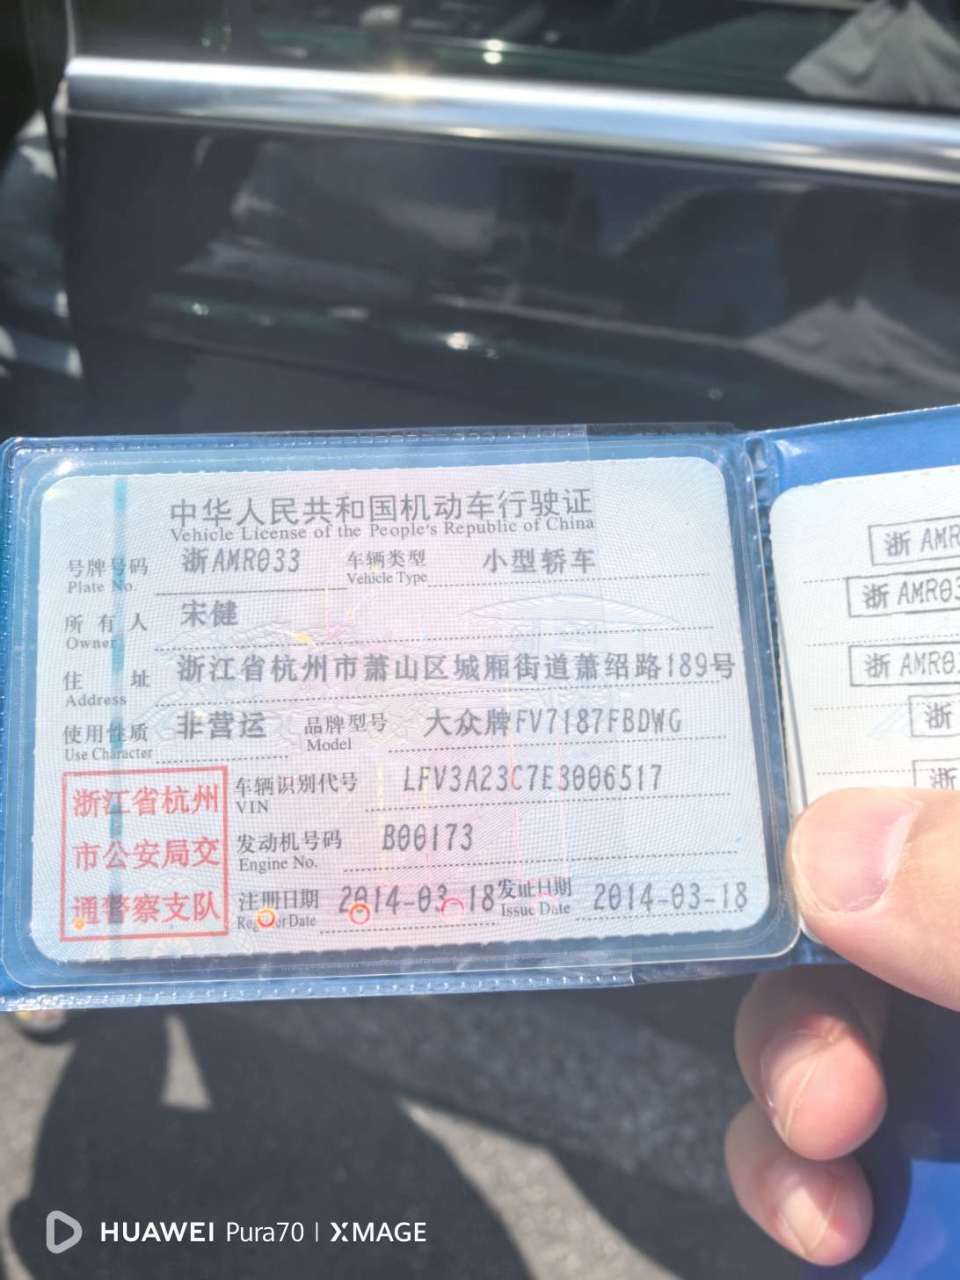 中华人民共和国机动车行驶证
Vehicle License of the People's Republic of China
号牌号码 浙AMR033 车辆类型 小型轿车
Plate No. Vehicle Type
所有人 宋健
Owner
住址 浙江省杭州市萧山区城厢街道萧绍路189号
Address
使用性质 非营运 品牌型号 大众牌FV7187FBDWG
Use Character Model
浙江省杭州
市公安局交
通警察支队
车辆识别代号 LFV3A23C7E3006517
VIN
发动机号码 B00173
Engine No.
注册日期 2014-03-18 发证日期 2014-03-18
Register Date Issue Date
浙 AMR0
浙 AMR03
浙 AMR0
浙
浙
HUAWEI Pura70 | XMAGE